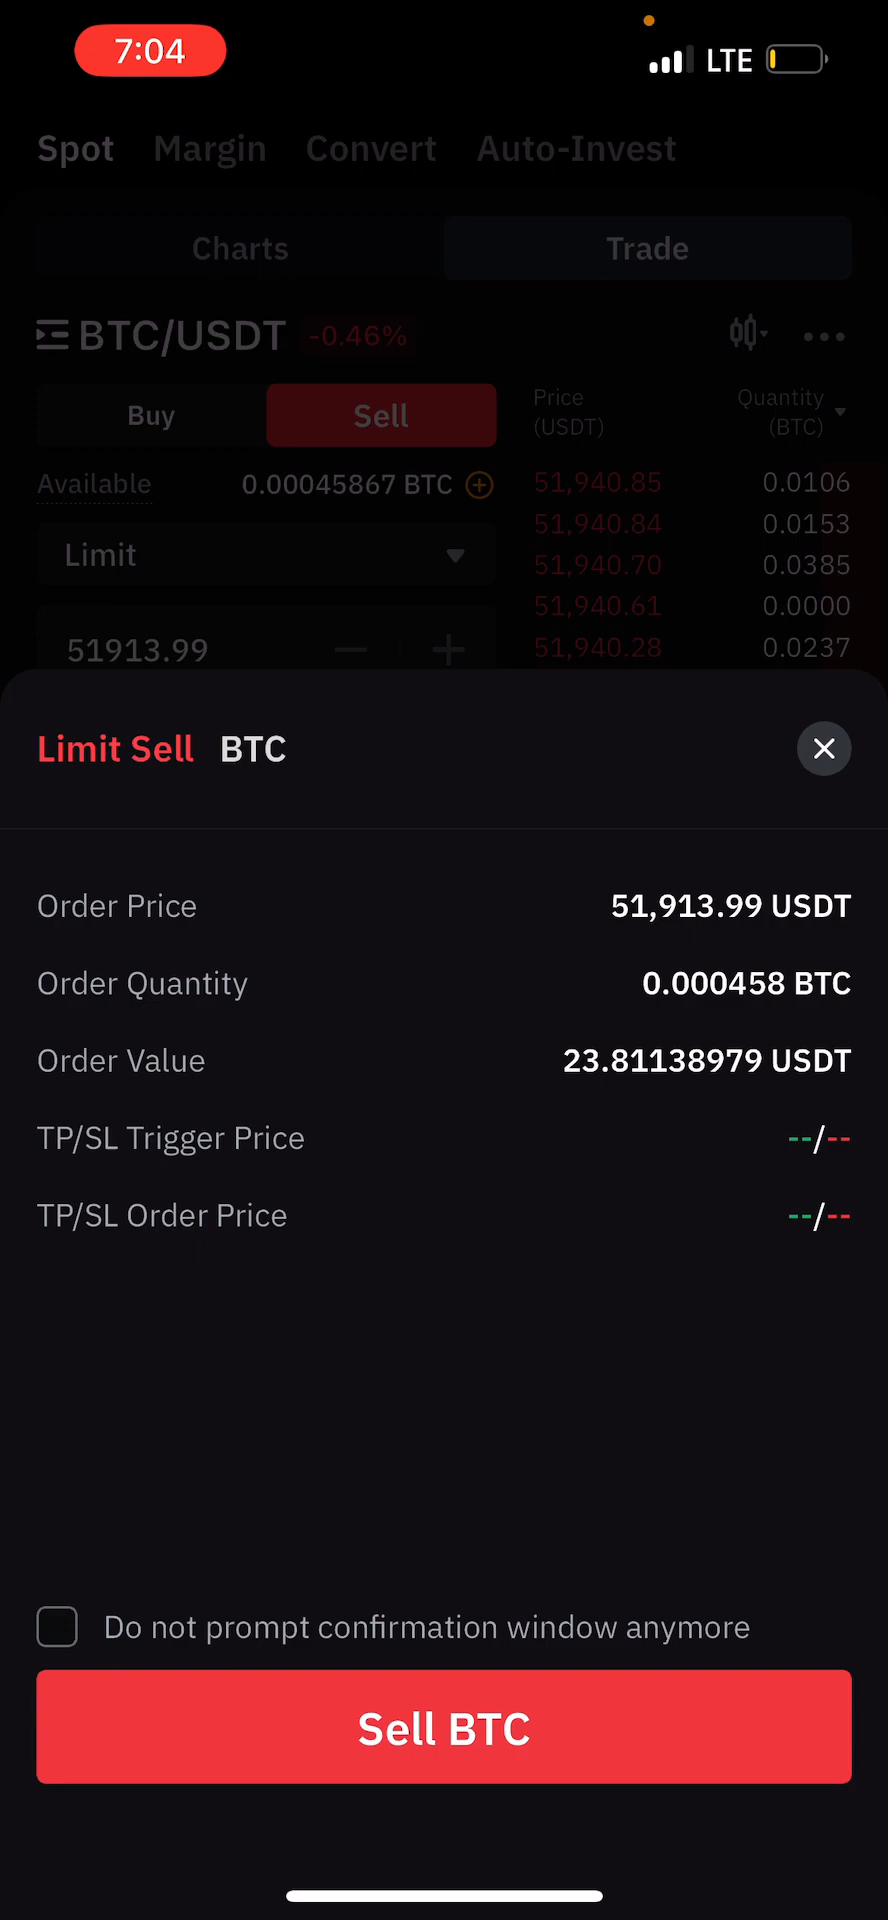 7:04 LTE
Spot Margin Convert Auto-Invest
Charts Trade
BTC/USDT -0.46%
Buy Sell
Price (USDT) Quantity (BTC)
Available 0.00045867 BTC
51,940.85 0.0106
51,940.84 0.0153
Limit
51,940.70 0.0385
51,940.61 0.0000
51913.99
51,940.28 0.0237
Limit Sell BTC
Order Price 51,913.99 USDT
Order Quantity 0.000458 BTC
Order Value 23.81138979 USDT
TP/SL Trigger Price --/--
TP/SL Order Price --/--
Do not prompt confirmation window anymore
Sell BTC